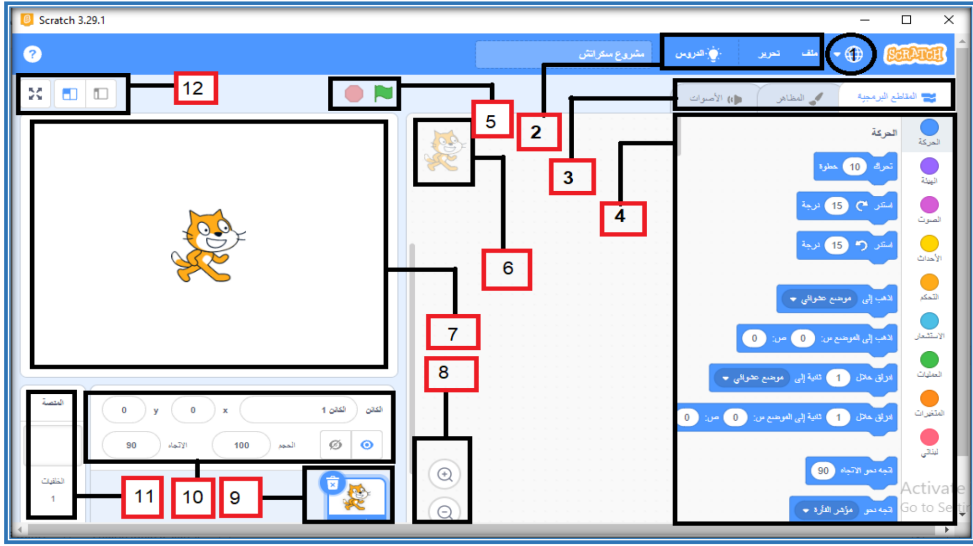 Scratch 3.29.1
SCRATCH
1
ملف
تحرير
الدروس
مشروع سكراتش
?
12
5
2
3
4
6
7
8
9
10
11
المقاطع البرمجية
المظاهر
الأصوات
الحركة
الهيئة
الصوت
الأحداث
التحكم
الاستشعار
العمليات
المتغيرات
لبناتي
الحركة
تحرك 10 خطوة
استدر 15 درجة
استدر 15 درجة
اذهب إلى موضع عشوائي
اذهب إلى الموضع س: 0 ص: 0
انزلق خلال 1 ثانية إلى موضع عشوائي
انزلق خلال 1 ثانية إلى الموضع س: 0 ص: 0
اتجه نحو الاتجاه 90
اتجه نحو مؤشر الفأرة
الكائن الكائن 1 x 0 y 0
الحجم 100 الاتجاه 90
المنصة
الخلفيات
1
Activate
Go to Setti